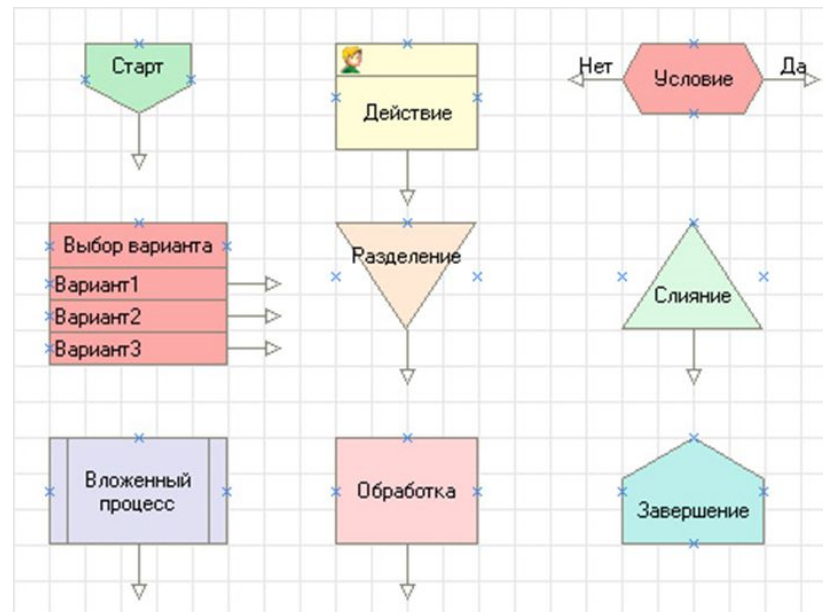 Старт
Действие
Нет
Условие
Да
Выбор варианта
Вариант1
Вариант2
Вариант3
Разделение
Слияние
Вложенный
процесс
Обработка
Завершение